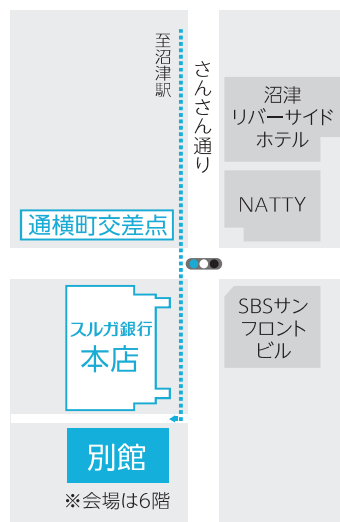 至沼津駅
さんさん通り
沼津
リバーサイド
ホテル
NATTY
通横町交差点
SBSサン
フロント
ビル
スルガ銀行
本店
別館
※会場は6階